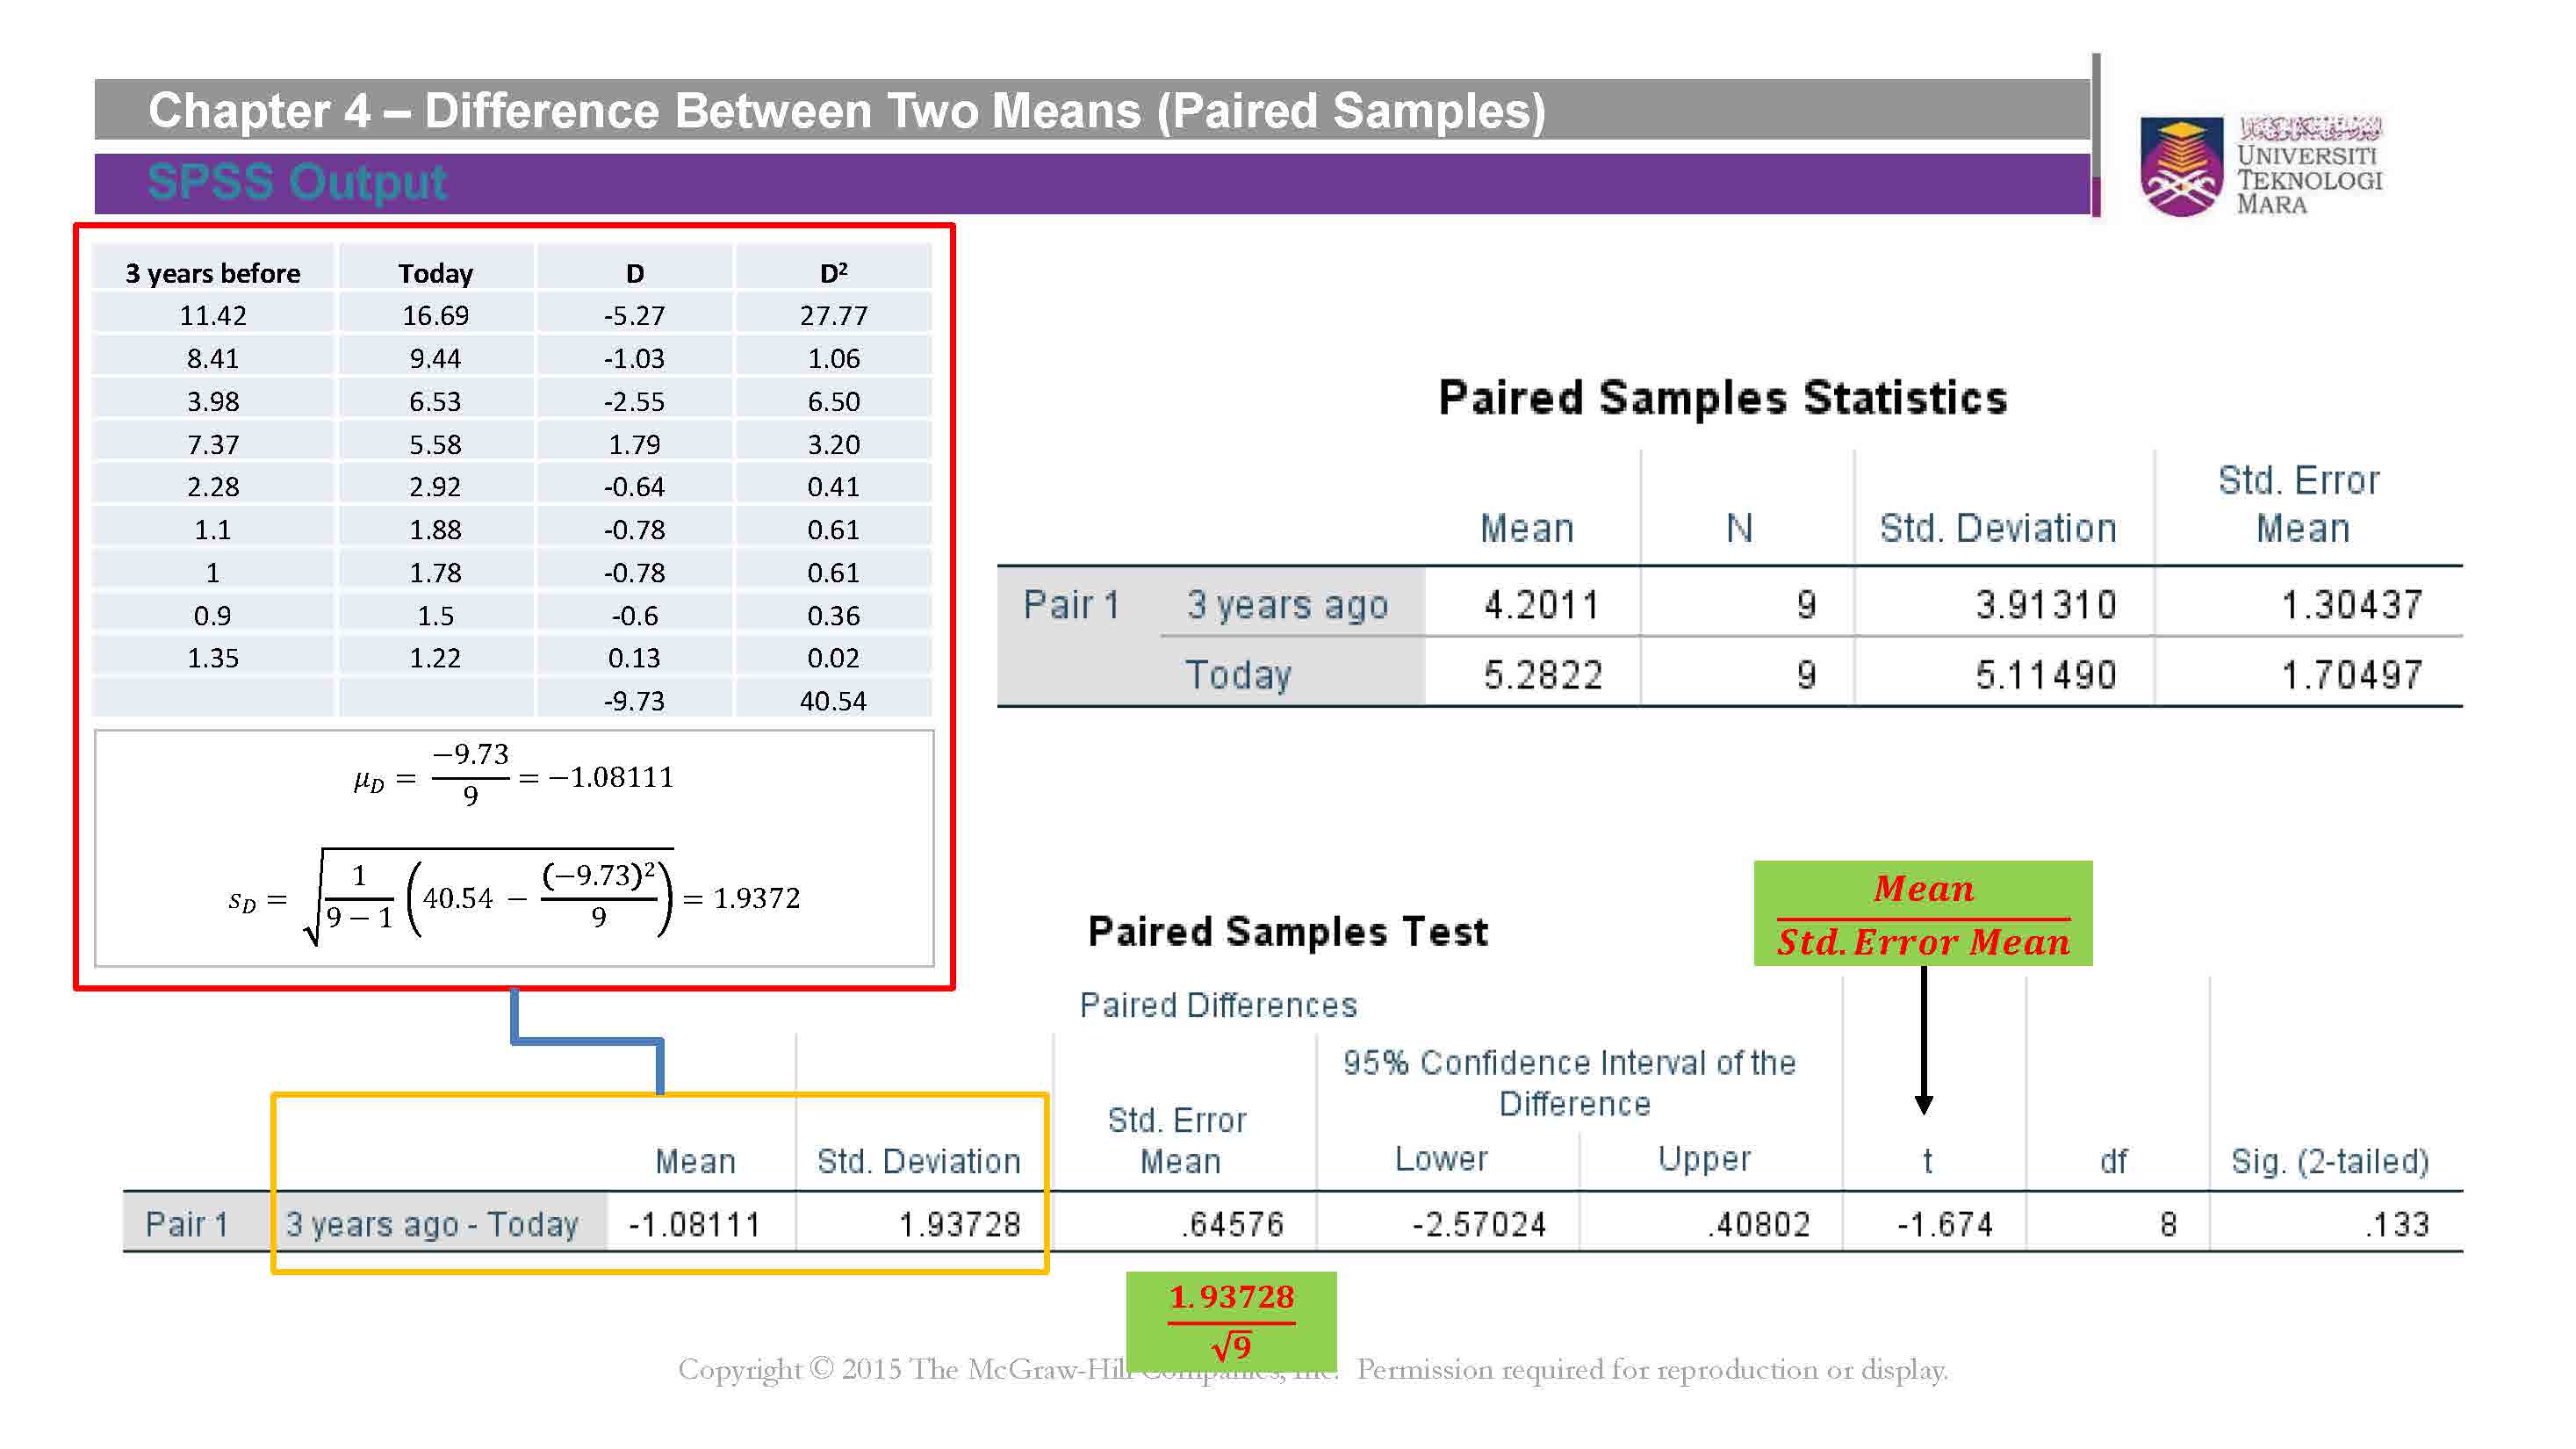 Chapter 4 – Difference Between Two Means (Paired Samples)
SPSS Output
UNIVERSITI
TEKNOLOGI
MARA
3 years before Today D D²
11.42 16.69 -5.27 27.77
8.41 9.44 -1.03 1.06
3.98 6.53 -2.55 6.50
7.37 5.58 1.79 3.20
2.28 2.92 -0.64 0.41
1.1 1.88 -0.78 0.61
1 1.78 -0.78 0.61
0.9 1.5 -0.6 0.36
1.35 1.22 0.13 0.02
-9.73 40.54
μ_D = −9.73/9 = −1.08111
s_D = √(1/(9 − 1) (40.54 − (−9.73)²/9)) = 1.9372
Paired Samples Statistics
Mean N Std. Deviation Std. Error Mean
Pair 1 3 years ago 4.2011 9 3.91310 1.30437
Today 5.2822 9 5.11490 1.70497
Mean
Std. Error Mean
Paired Samples Test
Paired Differences
95% Confidence Interval of the
Difference
Mean Std. Deviation Std. Error Mean Lower Upper t df Sig. (2-tailed)
Pair 1 3 years ago - Today -1.08111 1.93728 .64576 -2.57024 .40802 -1.674 8 .133
1.93728
√9
Copyright © 2015 The McGraw-Hill Companies, Inc. Permission required for reproduction or display.